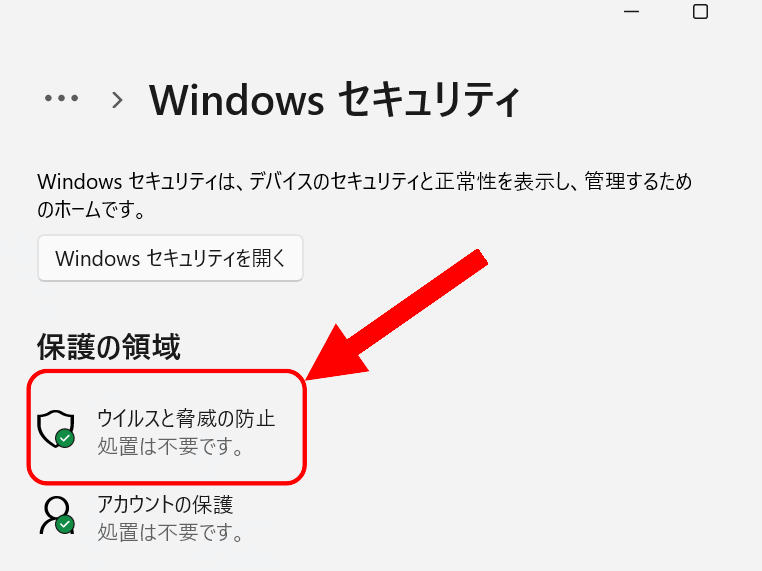 … > Windows セキュリティ
Windows セキュリティは、デバイスのセキュリティと正常性を表示し、管理するため
のホームです。
Windows セキュリティを開く
保護の領域
ウイルスと脅威の防止
処置は不要です。
アカウントの保護
処置は不要です。